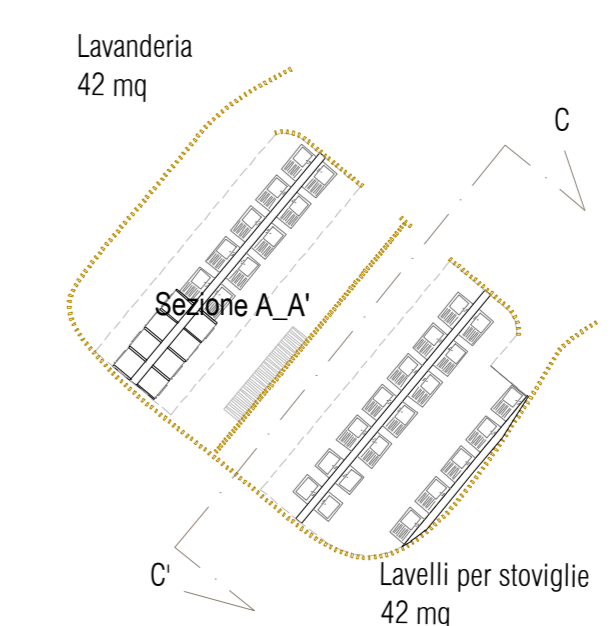 Lavanderia
42 mq
C
Sezione A_A'
C'
Lavelli per stoviglie
42 mq